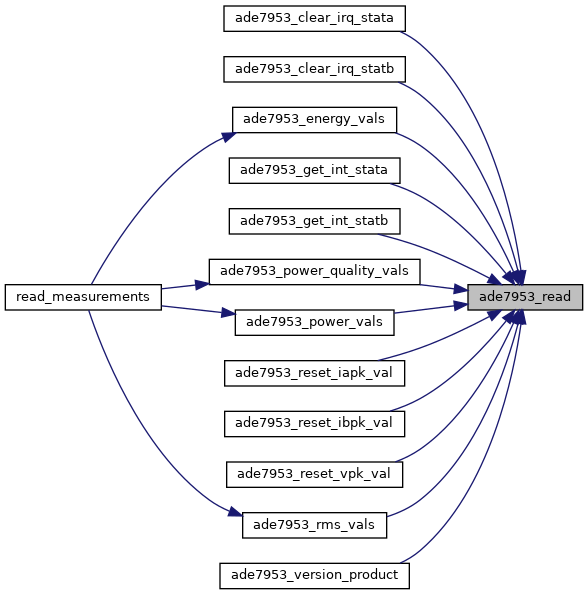 ade7953_clear_irq_stata
ade7953_clear_irq_statb
ade7953_energy_vals
ade7953_get_int_stata
ade7953_get_int_statb
ade7953_power_quality_vals
read_measurements
ade7953_read
ade7953_power_vals
ade7953_reset_iapk_val
ade7953_reset_ibpk_val
ade7953_reset_vpk_val
ade7953_rms_vals
ade7953_version_product